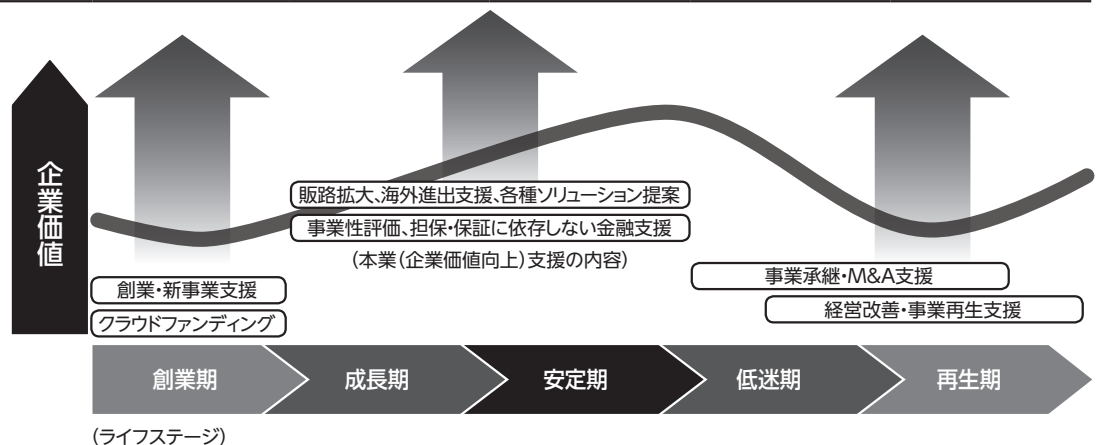 企業価値
販路拡大、海外進出支援、各種ソリューション提案
事業性評価、担保・保証に依存しない金融支援
(本業(企業価値向上)支援の内容)
創業・新事業支援
クラウドファンディング
事業承継・M&A支援
経営改善・事業再生支援
創業期
成長期
安定期
低迷期
再生期
(ライフステージ)